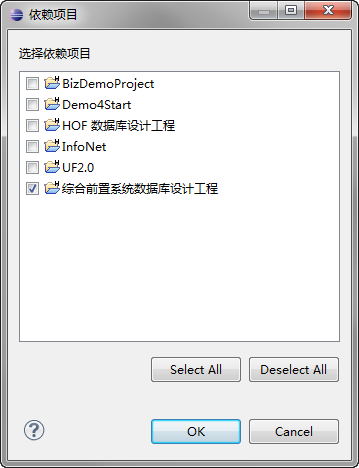 依赖项目
选择依赖项目
BizDemoProject
Demo4Start
HOF 数据库设计工程
InfoNet
UF2.0
综合前置系统数据库设计工程
Select All
Deselect All
OK
Cancel